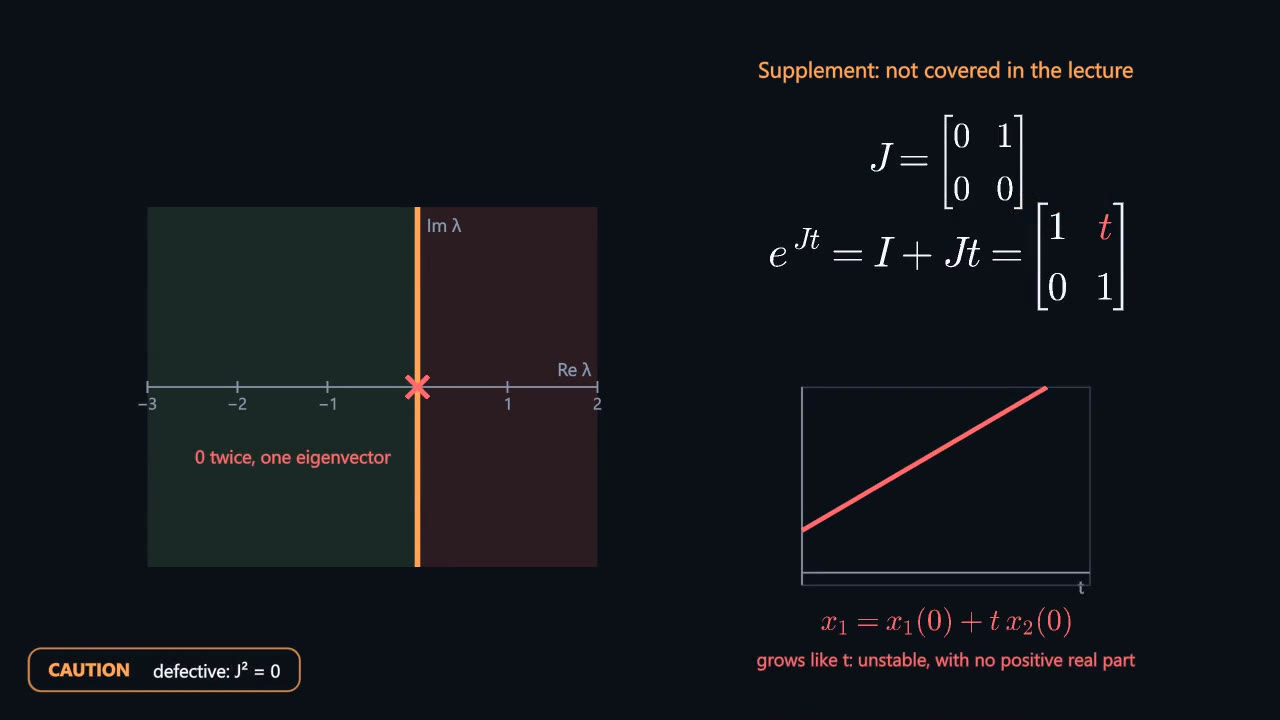 Supplement: not covered in the lecture
J = [0 1
0 0]
e^{Jt} = I + Jt = [1 t
0 1]
Im λ
Re λ
−3 −2 −1 1 2
0 twice, one eigenvector
t
x₁ = x₁(0) + t x₂(0)
grows like t: unstable, with no positive real part
CAUTION defective: J² = 0